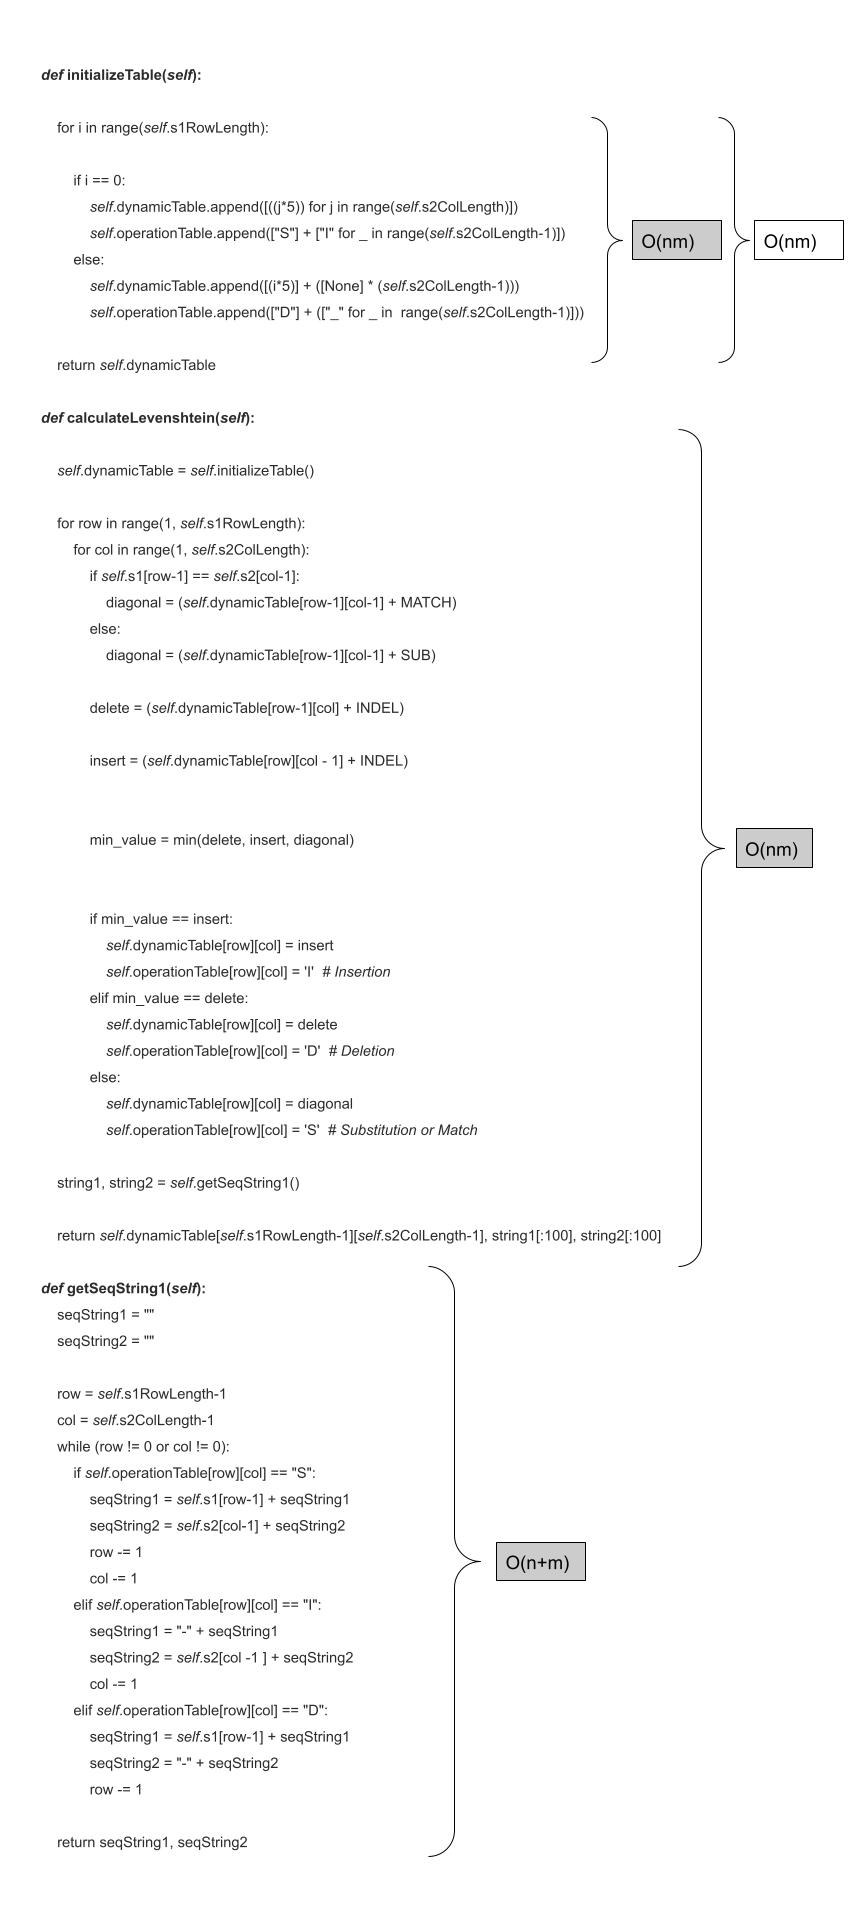 def initializeTable(self):
for i in range(self.s1RowLength):
if i == 0:
self.dynamicTable.append([((j*5)) for j in range(self.s2ColLength)])
self.operationTable.append(["S"] + ["I" for _ in range(self.s2ColLength-1)])
else:
self.dynamicTable.append([(i*5)] + ([None] * (self.s2ColLength-1)))
self.operationTable.append(["D"] + (["_" for _ in  range(self.s2ColLength-1)]))
return self.dynamicTable
O(nm)
O(nm)
def calculateLevenshtein(self):
self.dynamicTable = self.initializeTable()
for row in range(1, self.s1RowLength):
for col in range(1, self.s2ColLength):
if self.s1[row-1] == self.s2[col-1]:
diagonal = (self.dynamicTable[row-1][col-1] + MATCH)
else:
diagonal = (self.dynamicTable[row-1][col-1] + SUB)
delete = (self.dynamicTable[row-1][col] + INDEL)
insert = (self.dynamicTable[row][col - 1] + INDEL)
min_value = min(delete, insert, diagonal)
if min_value == insert:
self.dynamicTable[row][col] = insert
self.operationTable[row][col] = 'I'  # Insertion
elif min_value == delete:
self.dynamicTable[row][col] = delete
self.operationTable[row][col] = 'D'  # Deletion
else:
self.dynamicTable[row][col] = diagonal
self.operationTable[row][col] = 'S'  # Substitution or Match
string1, string2 = self.getSeqString1()
return self.dynamicTable[self.s1RowLength-1][self.s2ColLength-1], string1[:100], string2[:100]
O(nm)
def getSeqString1(self):
seqString1 = ""
seqString2 = ""
row = self.s1RowLength-1
col = self.s2ColLength-1
while (row != 0 or col != 0):
if self.operationTable[row][col] == "S":
seqString1 = self.s1[row-1] + seqString1
seqString2 = self.s2[col-1] + seqString2
row -= 1
col -= 1
elif self.operationTable[row][col] == "I":
seqString1 = "-" + seqString1
seqString2 = self.s2[col -1 ] + seqString2
col -= 1
elif self.operationTable[row][col] == "D":
seqString1 = self.s1[row-1] + seqString1
seqString2 = "-" + seqString2
row -= 1
return seqString1, seqString2
O(n+m)